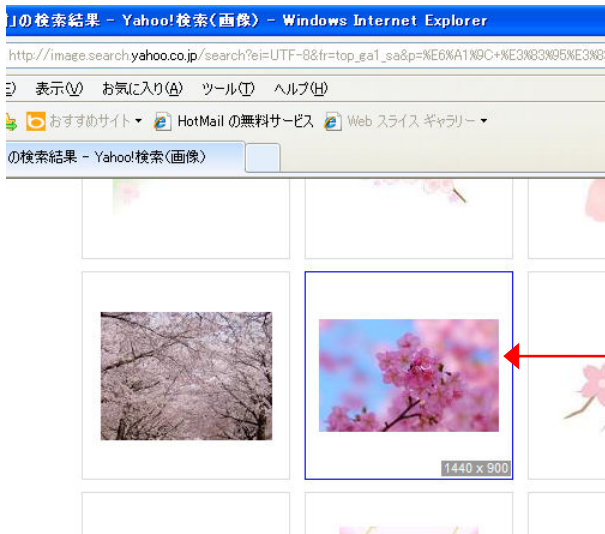 」の検索結果 - Yahoo!検索(画像) - Windows Internet Explorer
http://image.search.yahoo.co.jp/search?ei=UTF-8&fr=top_ga1_sa&p=%E6%A1%9C+%E3%83%95%E3%8
表示(V) お気に入り(A) ツール(T) ヘルプ(H)
おすすめサイト HotMail の無料サービス Web スライス ギャラリー
の検索結果 - Yahoo!検索(画像)
1440 x 900